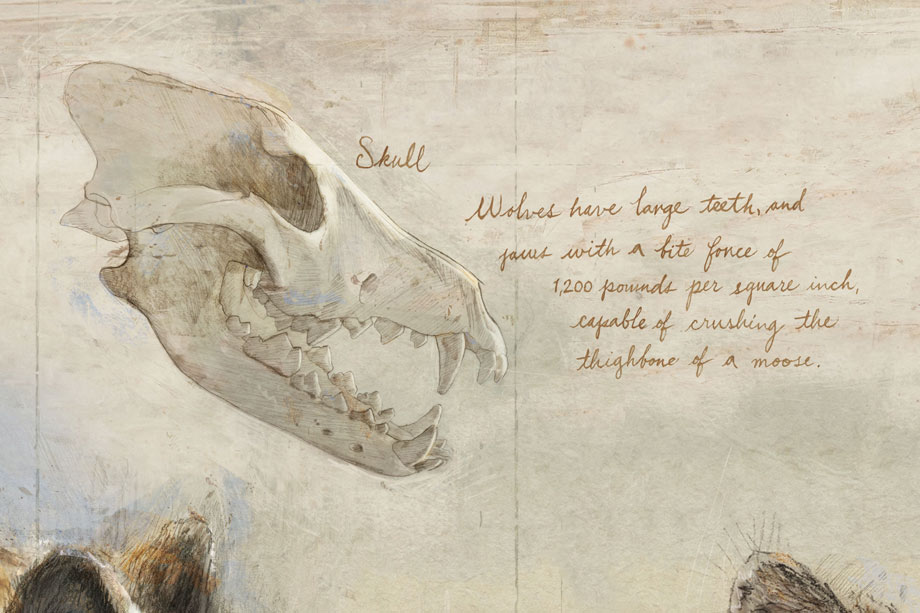 Skull
Wolves have large teeth, and
jaws with a bite force of
1,200 pounds per square inch,
capable of crushing the
thighbone of a moose.